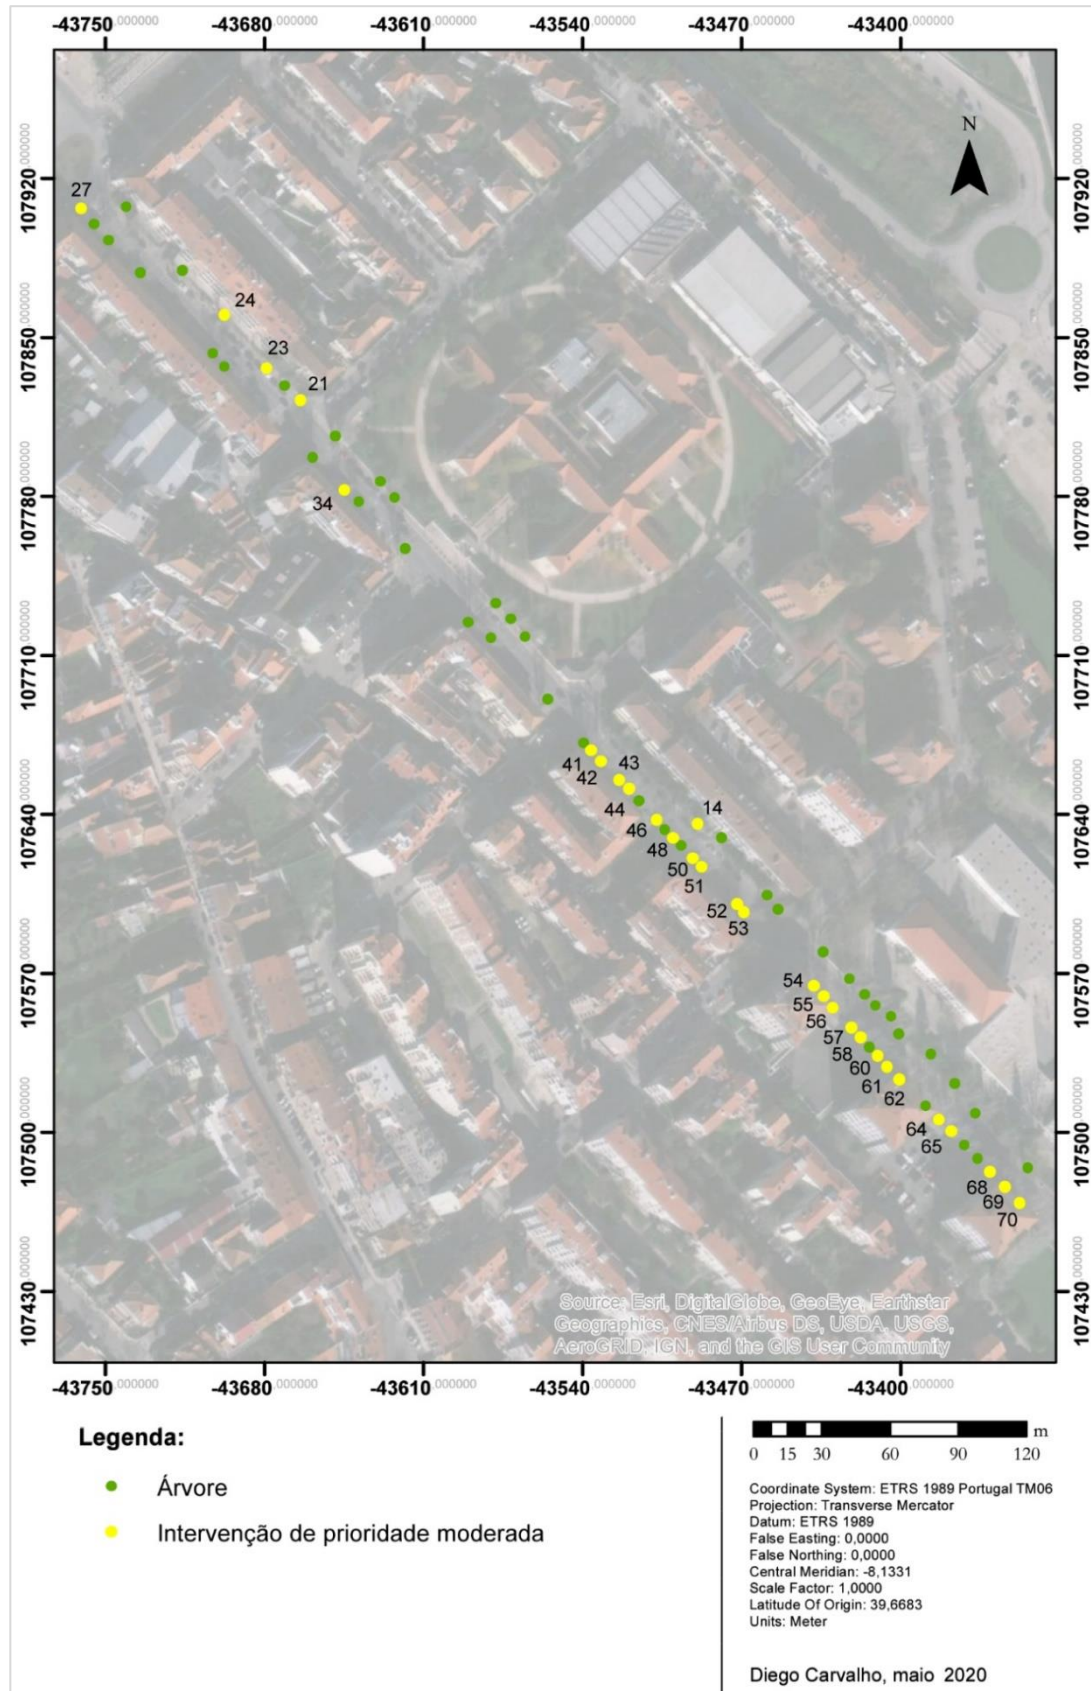 -43750,000000 -43680,000000 -43610,000000 -43540,000000 -43470,000000 -43400,000000
107920,000000
107850,000000
107780,000000
107710,000000
107640,000000
107570,000000
107500,000000
107430,000000
N
107920,000000
107850,000000
107780,000000
107710,000000
107640,000000
107570,000000
107500,000000
107430,000000
27
24
23
21
34
41
42
43
44
14
46
48
50
51
52
53
54
55
56
57
58
60
61
62
64
65
68
69
70
Source: Esri, DigitalGlobe, GeoEye, Earthstar
Geographics, CNES/Airbus DS, USDA, USGS,
AeroGRID, IGN, and the GIS User Community
-43750,000000 -43680,000000 -43610,000000 -43540,000000 -43470,000000 -43400,000000
Legenda:
Árvore
Intervenção de prioridade moderada
m
0 15 30 60 90 120
Coordinate System: ETRS 1989 Portugal TM06
Projection: Transverse Mercator
Datum: ETRS 1989
False Easting: 0,0000
False Northing: 0,0000
Central Meridian: -8,1331
Scale Factor: 1,0000
Latitude Of Origin: 39,6683
Units: Meter
Diego Carvalho, maio 2020